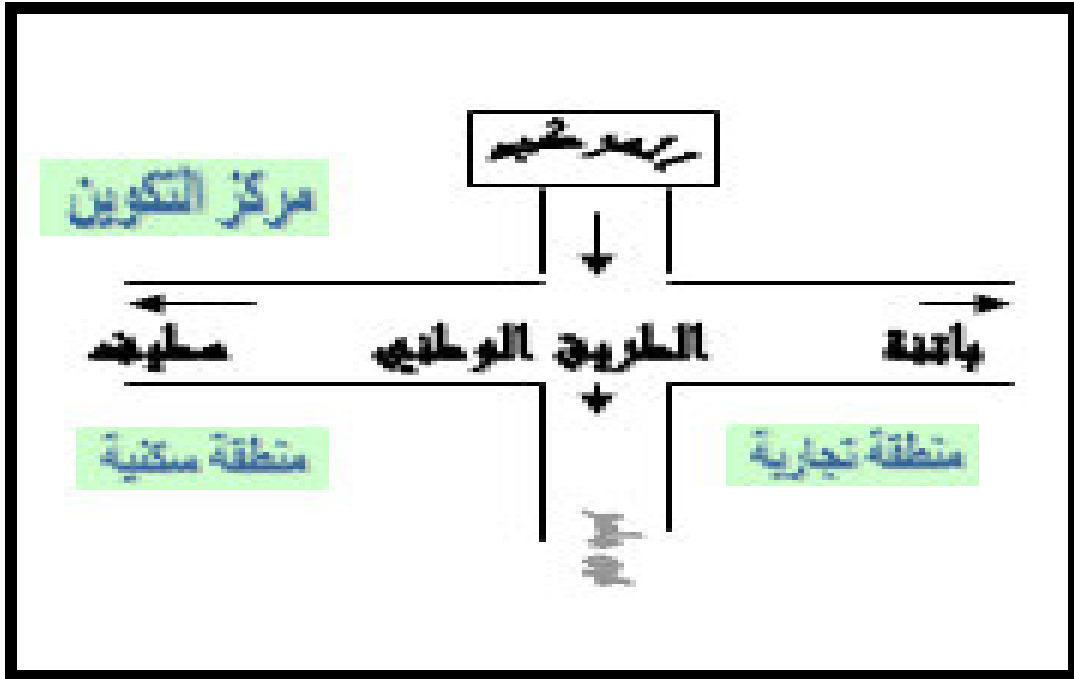 مركز التكوين
باتنة الطريق الوطني سطيف
منطقة تجارية منطقة سكنية